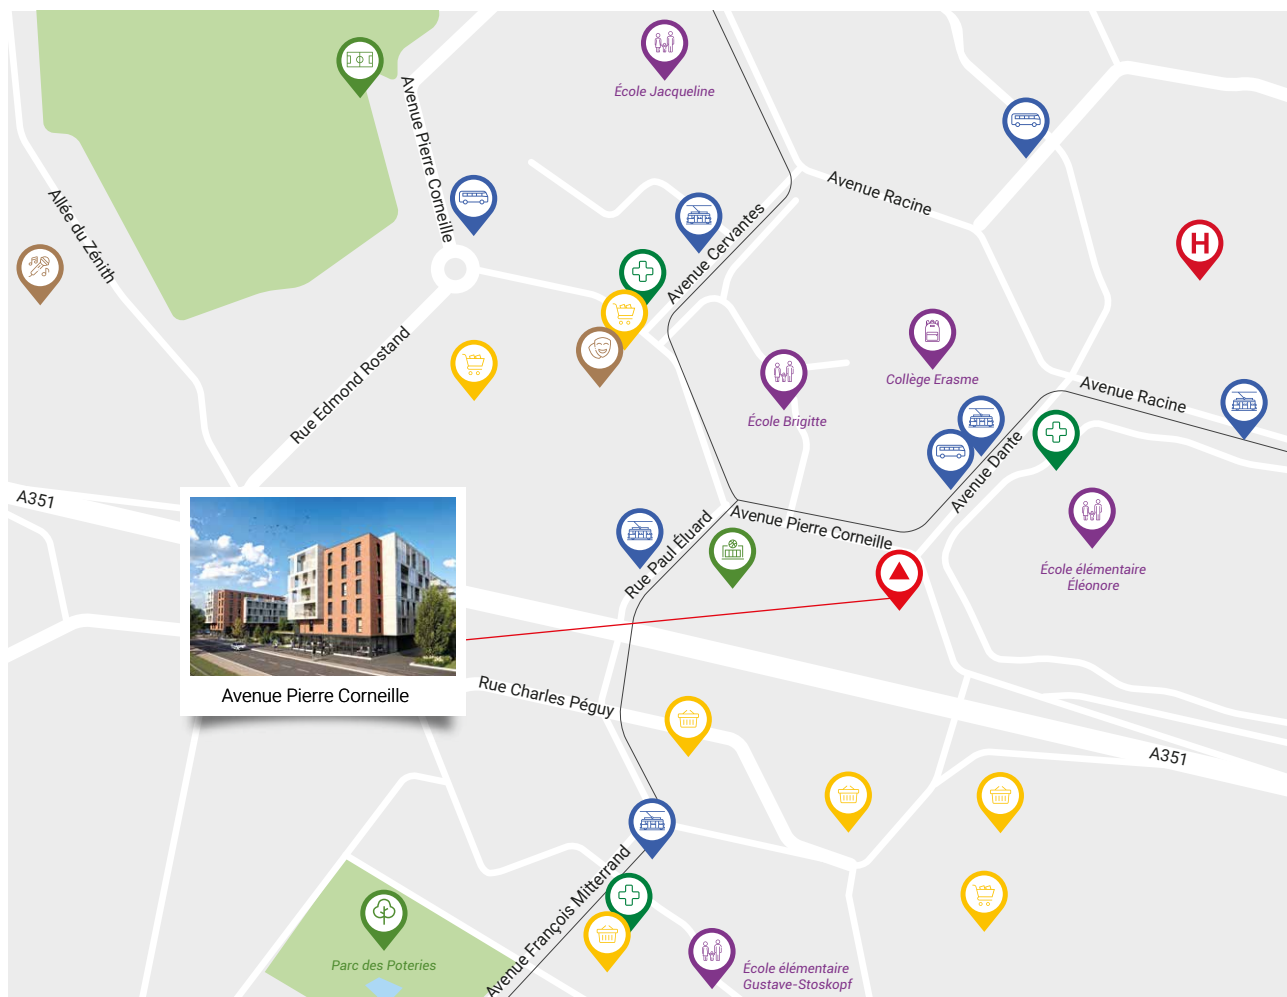 École Jacqueline
Avenue Pierre Corneille
Avenue Racine
Allée du Zénith
Avenue Cervantes
H
Rue Edmond Rostand
Collège Erasme
Avenue Racine
École Brigitte
Avenue Dante
A351
Avenue Pierre Corneille
Rue Paul Éluard
École élémentaire
Éléonore
Avenue Pierre Corneille
Rue Charles Péguy
A351
Avenue François Mitterrand
Parc des Poteries
École élémentaire
Gustave-Stoskopf